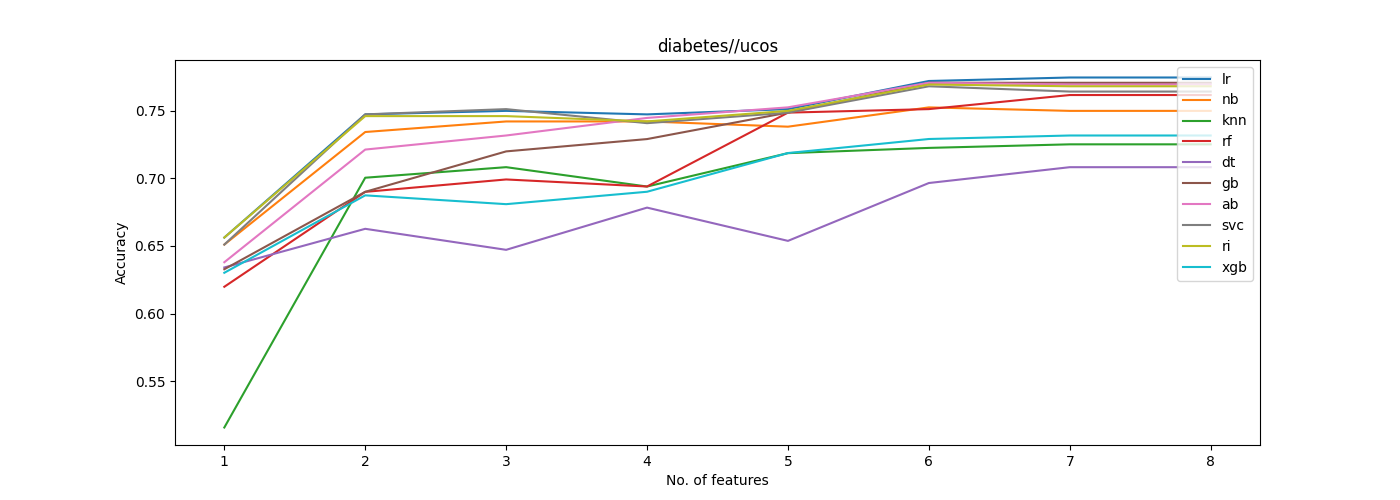 diabetes//ucos
Accuracy
0.75
0.70
0.65
0.60
0.55
1 2 3 4 5 6 7 8
No. of features
lr
nb
knn
rf
dt
gb
ab
svc
ri
xgb